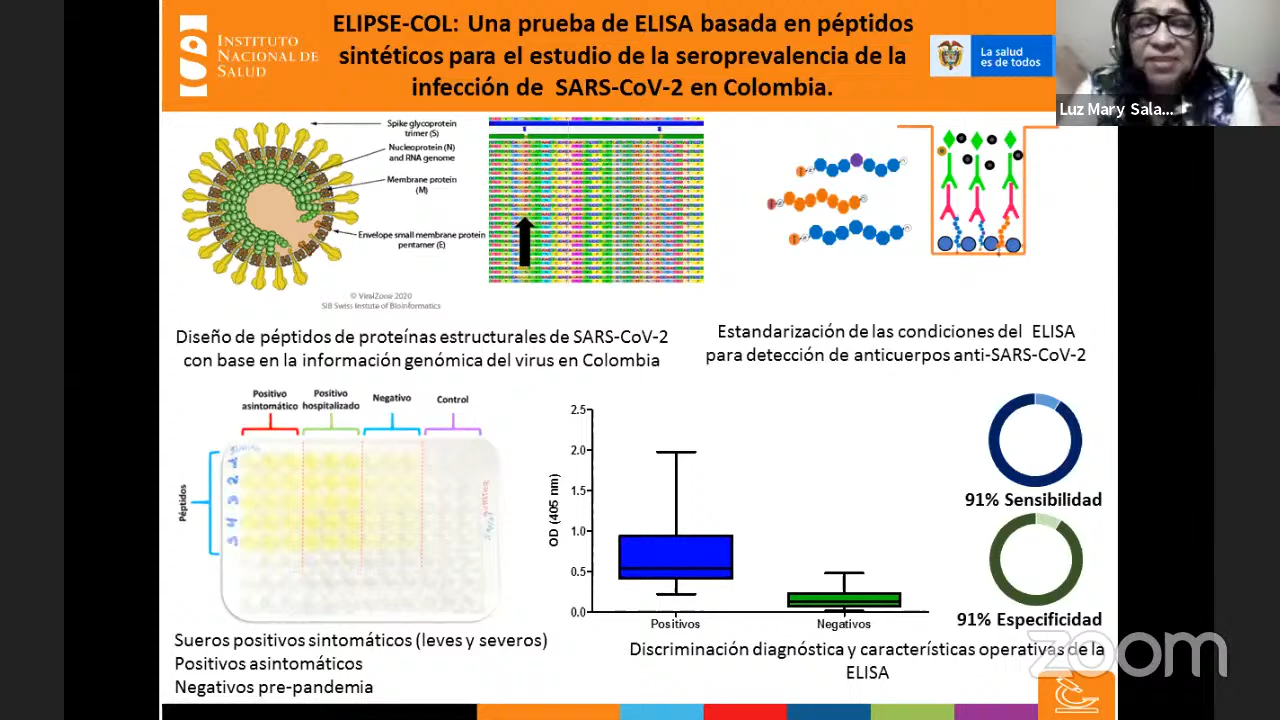 ELIPSE-COL: Una prueba de ELISA basada en péptidos
sintéticos para el estudio de la seroprevalencia de la
infección de SARS-CoV-2 en Colombia.
INSTITUTO
NACIONAL DE
SALUD
La salud
es de todos
Luz Mary Sala...
Spike glycoprotein
trimer (S)
Nucleoprotein (N)
and RNA genome
Membrane protein
(M)
Envelope small membrane protein
pentamer (E)
© ViralZone 2020
SIB Swiss Institute of Bioinformatics
Diseño de péptidos de proteínas estructurales de SARS-CoV-2
con base en la información genómica del virus en Colombia
Estandarización de las condiciones del ELISA
para detección de anticuerpos anti-SARS-CoV-2
Positivo
asintomático
Positivo
hospitalizado
Negativo
Control
Péptidos
Sueros positivos sintomáticos (leves y severos)
Positivos asintomáticos
Negativos pre-pandemia
OD (405 nm)
2.5
2.0
1.5
1.0
0.5
0.0
Positivos
Negativos
91% Sensibilidad
91% Especificidad
Discriminación diagnóstica y características operativas de la
ELISA
zoom